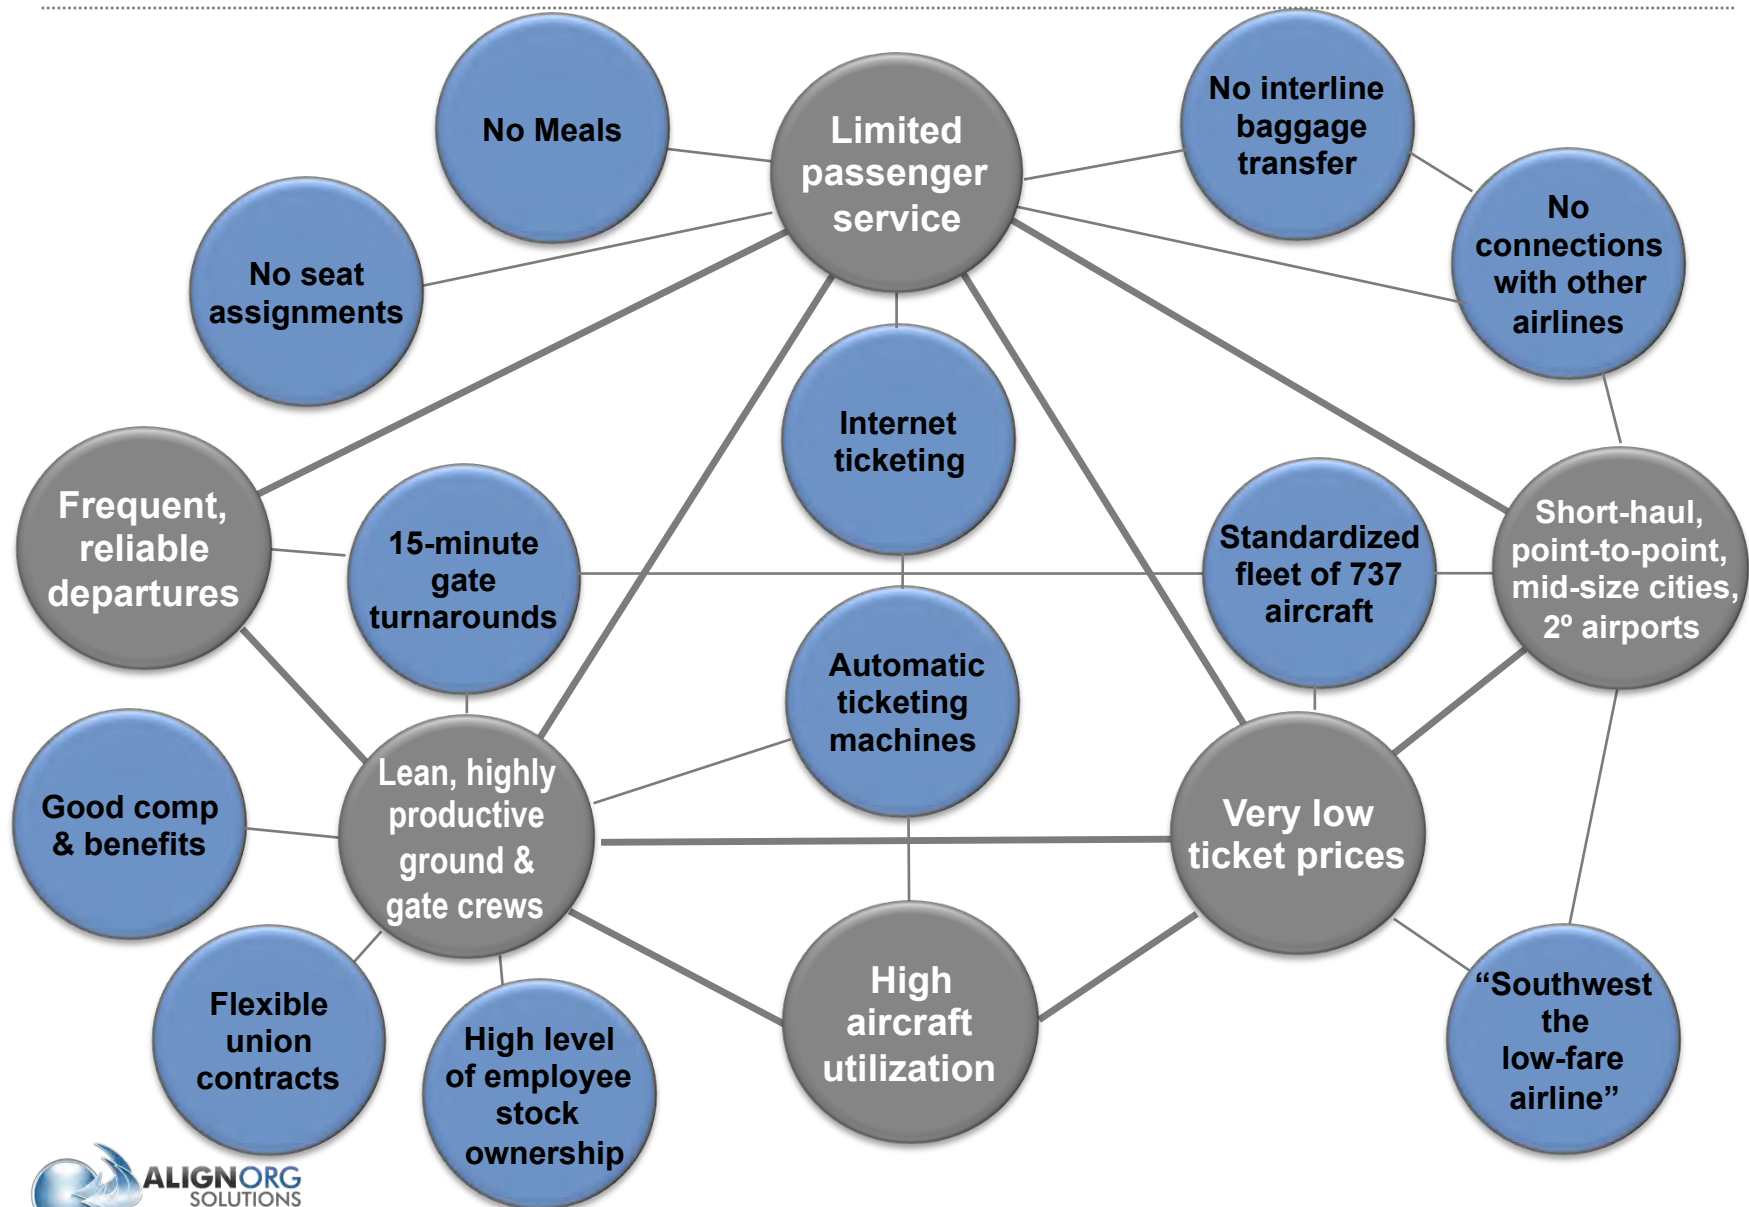 No Meals
Limited
passenger
service
No interline
baggage
transfer
No
connections
with other
airlines
No seat
assignments
Internet
ticketing
Frequent,
reliable
departures
15-minute
gate
turnarounds
Standardized
fleet of 737
aircraft
Short-haul,
point-to-point,
mid-size cities,
2º airports
Automatic
ticketing
machines
Good comp
& benefits
Lean, highly
productive
ground &
gate crews
Very low
ticket prices
Flexible
union
contracts
High level
of employee
stock
ownership
High
aircraft
utilization
“Southwest
the
low-fare
airline”
ALIGNORG
SOLUTIONS